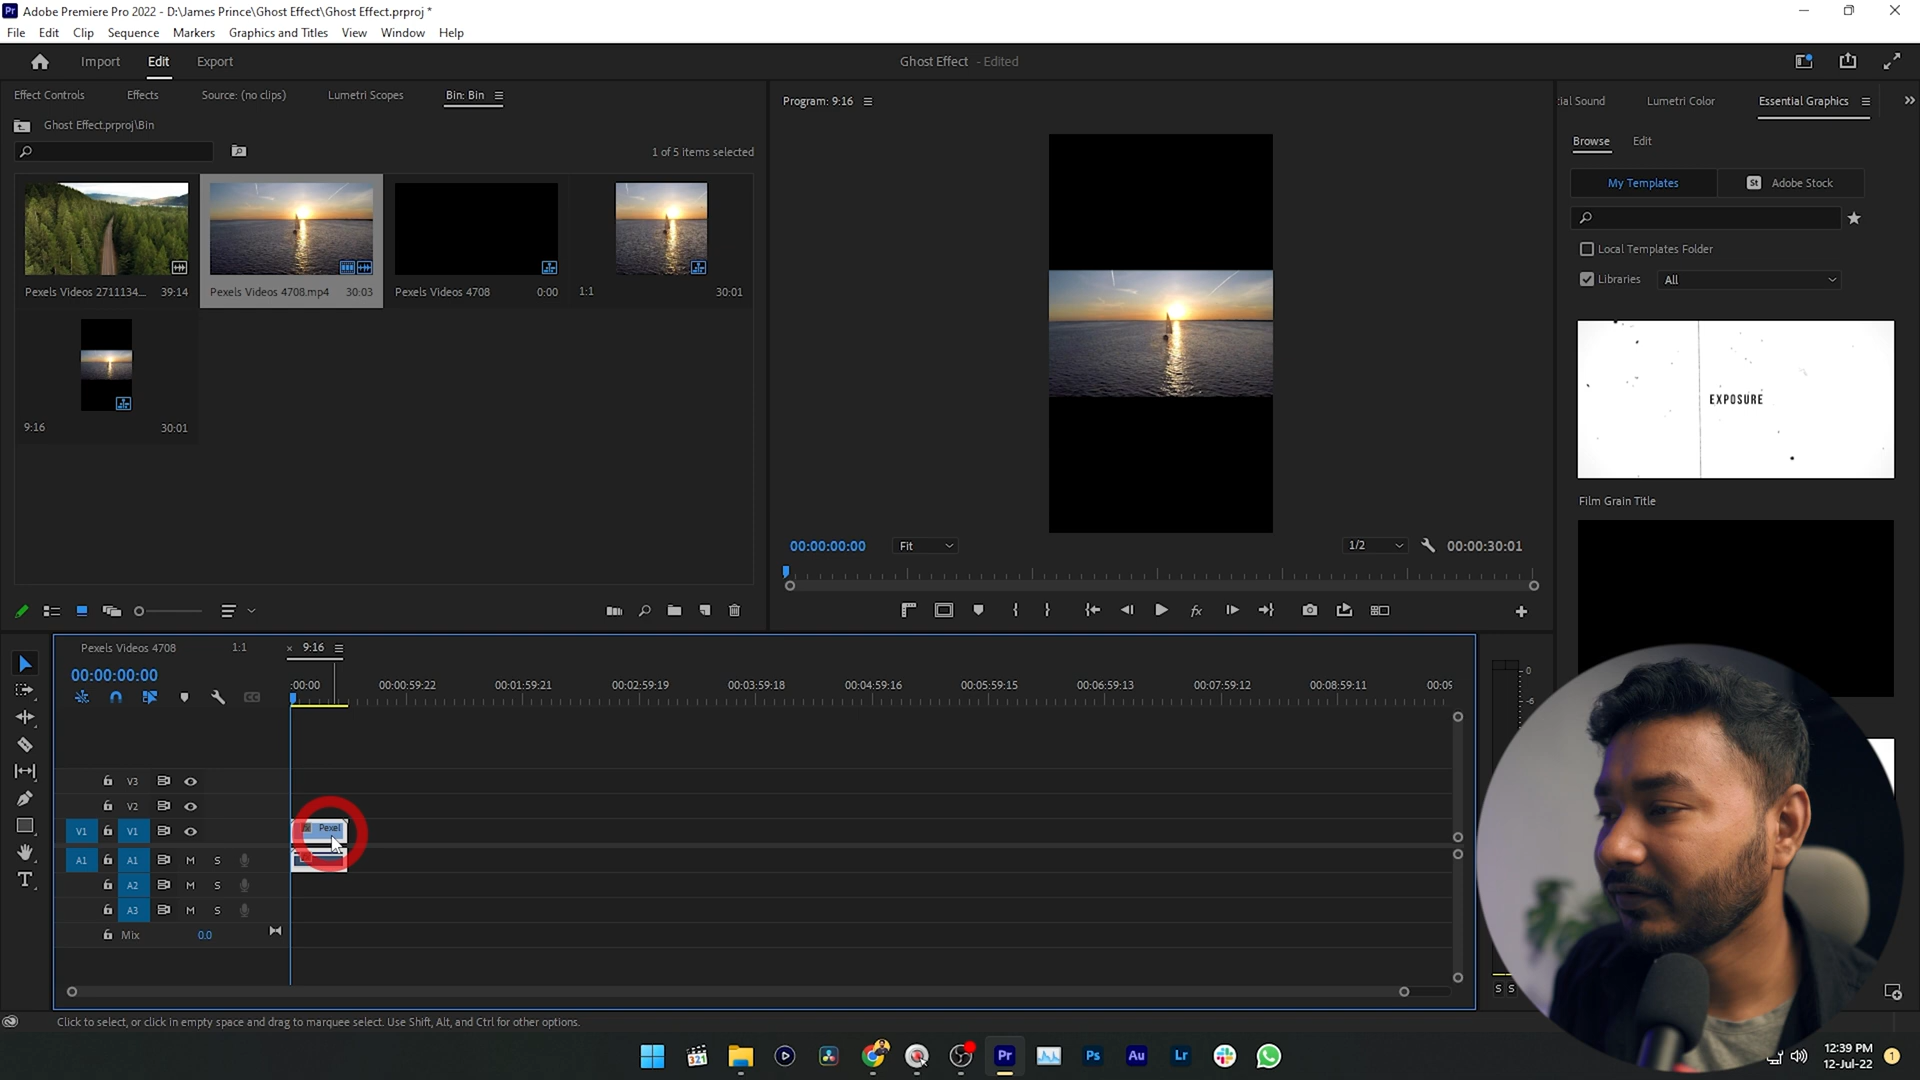 Adobe Premiere Pro 2022 - D:\James Prince\Ghost Effect\Ghost Effect.prproj *
File Edit Clip Sequence Markers Graphics and Titles View Window Help
Import Edit Export
Ghost Effect - Edited
Effect Controls Effects Source: (no clips) Lumetri Scopes Bin: Bin
Ghost Effect.prproj\Bin
1 of 5 items selected
Pexels Videos 2711134... 39:14
Pexels Videos 4708.mp4 30:03
Pexels Videos 4708 0:00
1:1 30:01
9:16 30:01
Program: 9:16
00:00:00:00 Fit 1/2 00:00:30:01
ial Sound Lumetri Color Essential Graphics
Browse Edit
My Templates St Adobe Stock
Local Templates Folder
Libraries All
EXPOSURE
Film Grain Title
Pexels Videos 4708 1:1 × 9:16
00:00:00:00
:00:00 00:00:59:22 00:01:59:21 00:02:59:19 00:03:59:18 00:04:59:16 00:05:59:15 00:06:59:13 00:07:59:12 00:08:59:11 00:09
V3
V2
V1 V1 Pexel
A1 A1 M S
A2 M S
A3 M S
Mix 0.0
0
-6
S S
Click to select, or click in empty space and drag to marquee select. Use Shift, Alt, and Ctrl for other options.
321 Pr Ps Au Lr
12:39 PM
12-Jul-22
1